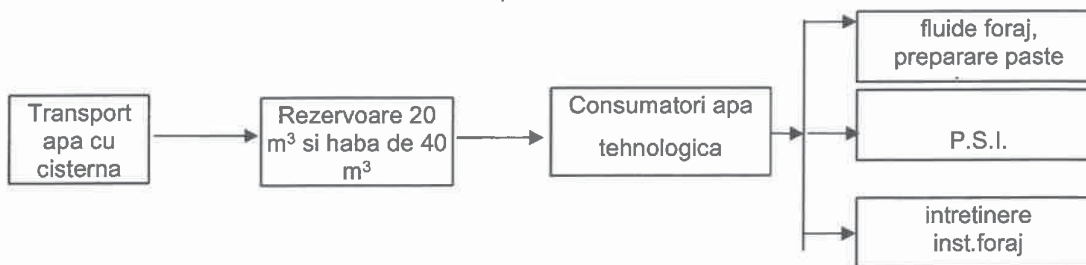 Transport
apa cu
cisterna
Rezervoare 20
m³ si haba de 40
m³
Consumatori apa
tehnologica
fluide foraj,
preparare paste
P.S.I.
intretinere
inst.foraj